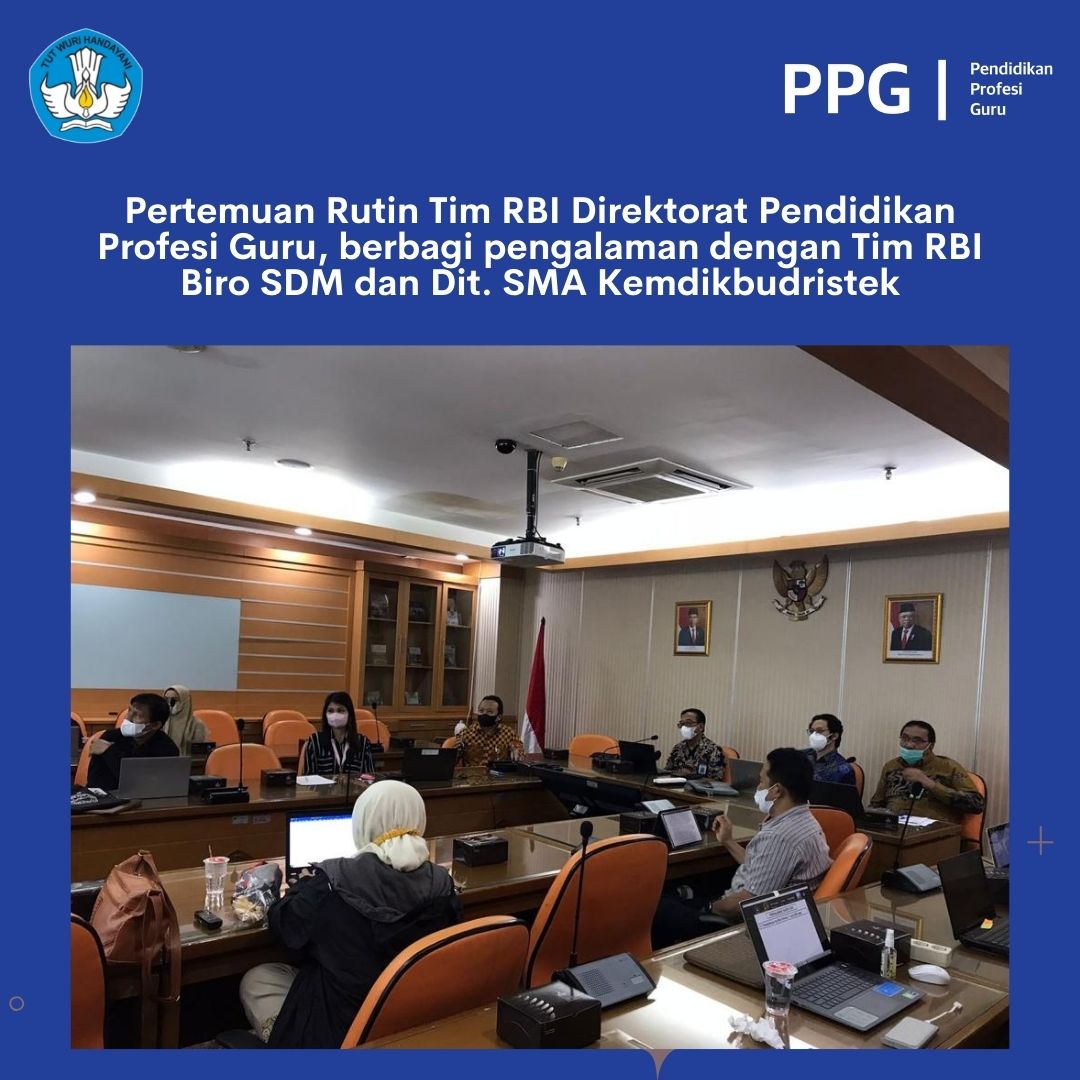 TUT WURI HANDAYANI
PPG
Pendidikan
Profesi
Guru
Pertemuan Rutin Tim RBI Direktorat Pendidikan
Profesi Guru, berbagi pengalaman dengan Tim RBI
Biro SDM dan Dit. SMA Kemdikbudristek